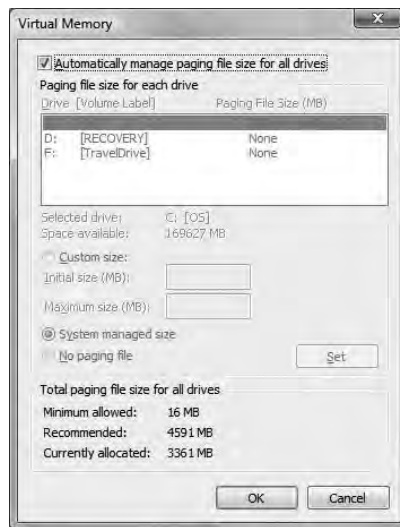 Virtual Memory
Automatically manage paging file size for all drives
Paging file size for each drive
Drive [Volume Label] Paging File Size (MB)
D: [RECOVERY] None
F: [TravelDrive] None
Selected drive: C: [OS]
Space available: 169627 MB
Custom size:
Initial size (MB):
Maximum size (MB):
System managed size
No paging file
Set
Total paging file size for all drives
Minimum allowed: 16 MB
Recommended: 4591 MB
Currently allocated: 3361 MB
OK Cancel